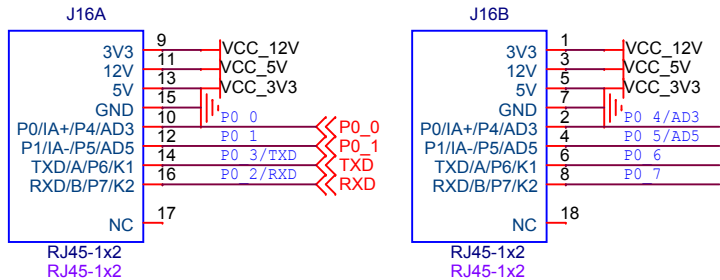 J16A
3V3 9 VCC_12V
12V 11 VCC_5V
5V 13 VCC_3V3
GND 15
P0/IA+/P4/AD3 10 P0_0 P0_0
P1/IA-/P5/AD5 12 P0_1 P0_1
TXD/A/P6/K1 14 P0_3/TXD TXD
RXD/B/P7/K2 16 P0_2/RXD RXD
NC 17
RJ45-1x2
RJ45-1x2
J16B
3V3 1 VCC_12V
12V 3 VCC_5V
5V 5 VCC_3V3
GND 7
P0/IA+/P4/AD3 2 P0_4/AD3
P1/IA-/P5/AD5 4 P0_5/AD5
TXD/A/P6/K1 6 P0_6
RXD/B/P7/K2 8 P0_7
NC 18
RJ45-1x2
RJ45-1x2